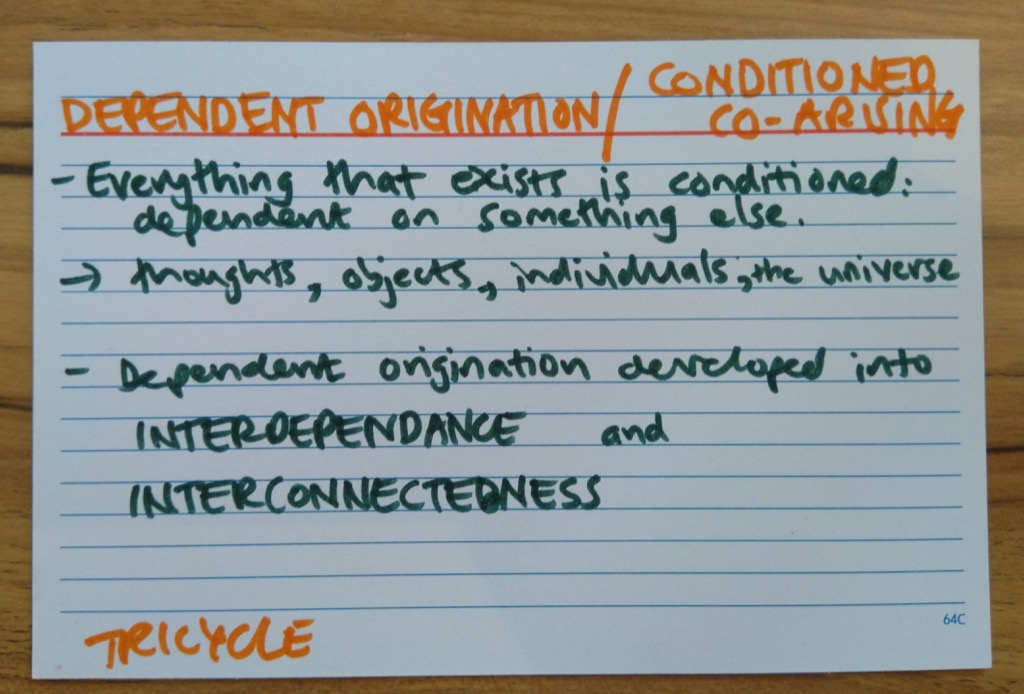 DEPENDENT ORIGINATION / CONDITIONED
CO-ARISING
- Everything that exists is conditioned:
dependent on something else.
→ thoughts, objects, individuals, the universe
- Dependent origination developed into
INTERDEPENDANCE and
INTERCONNECTEDNESS
64C
TRICYCLE